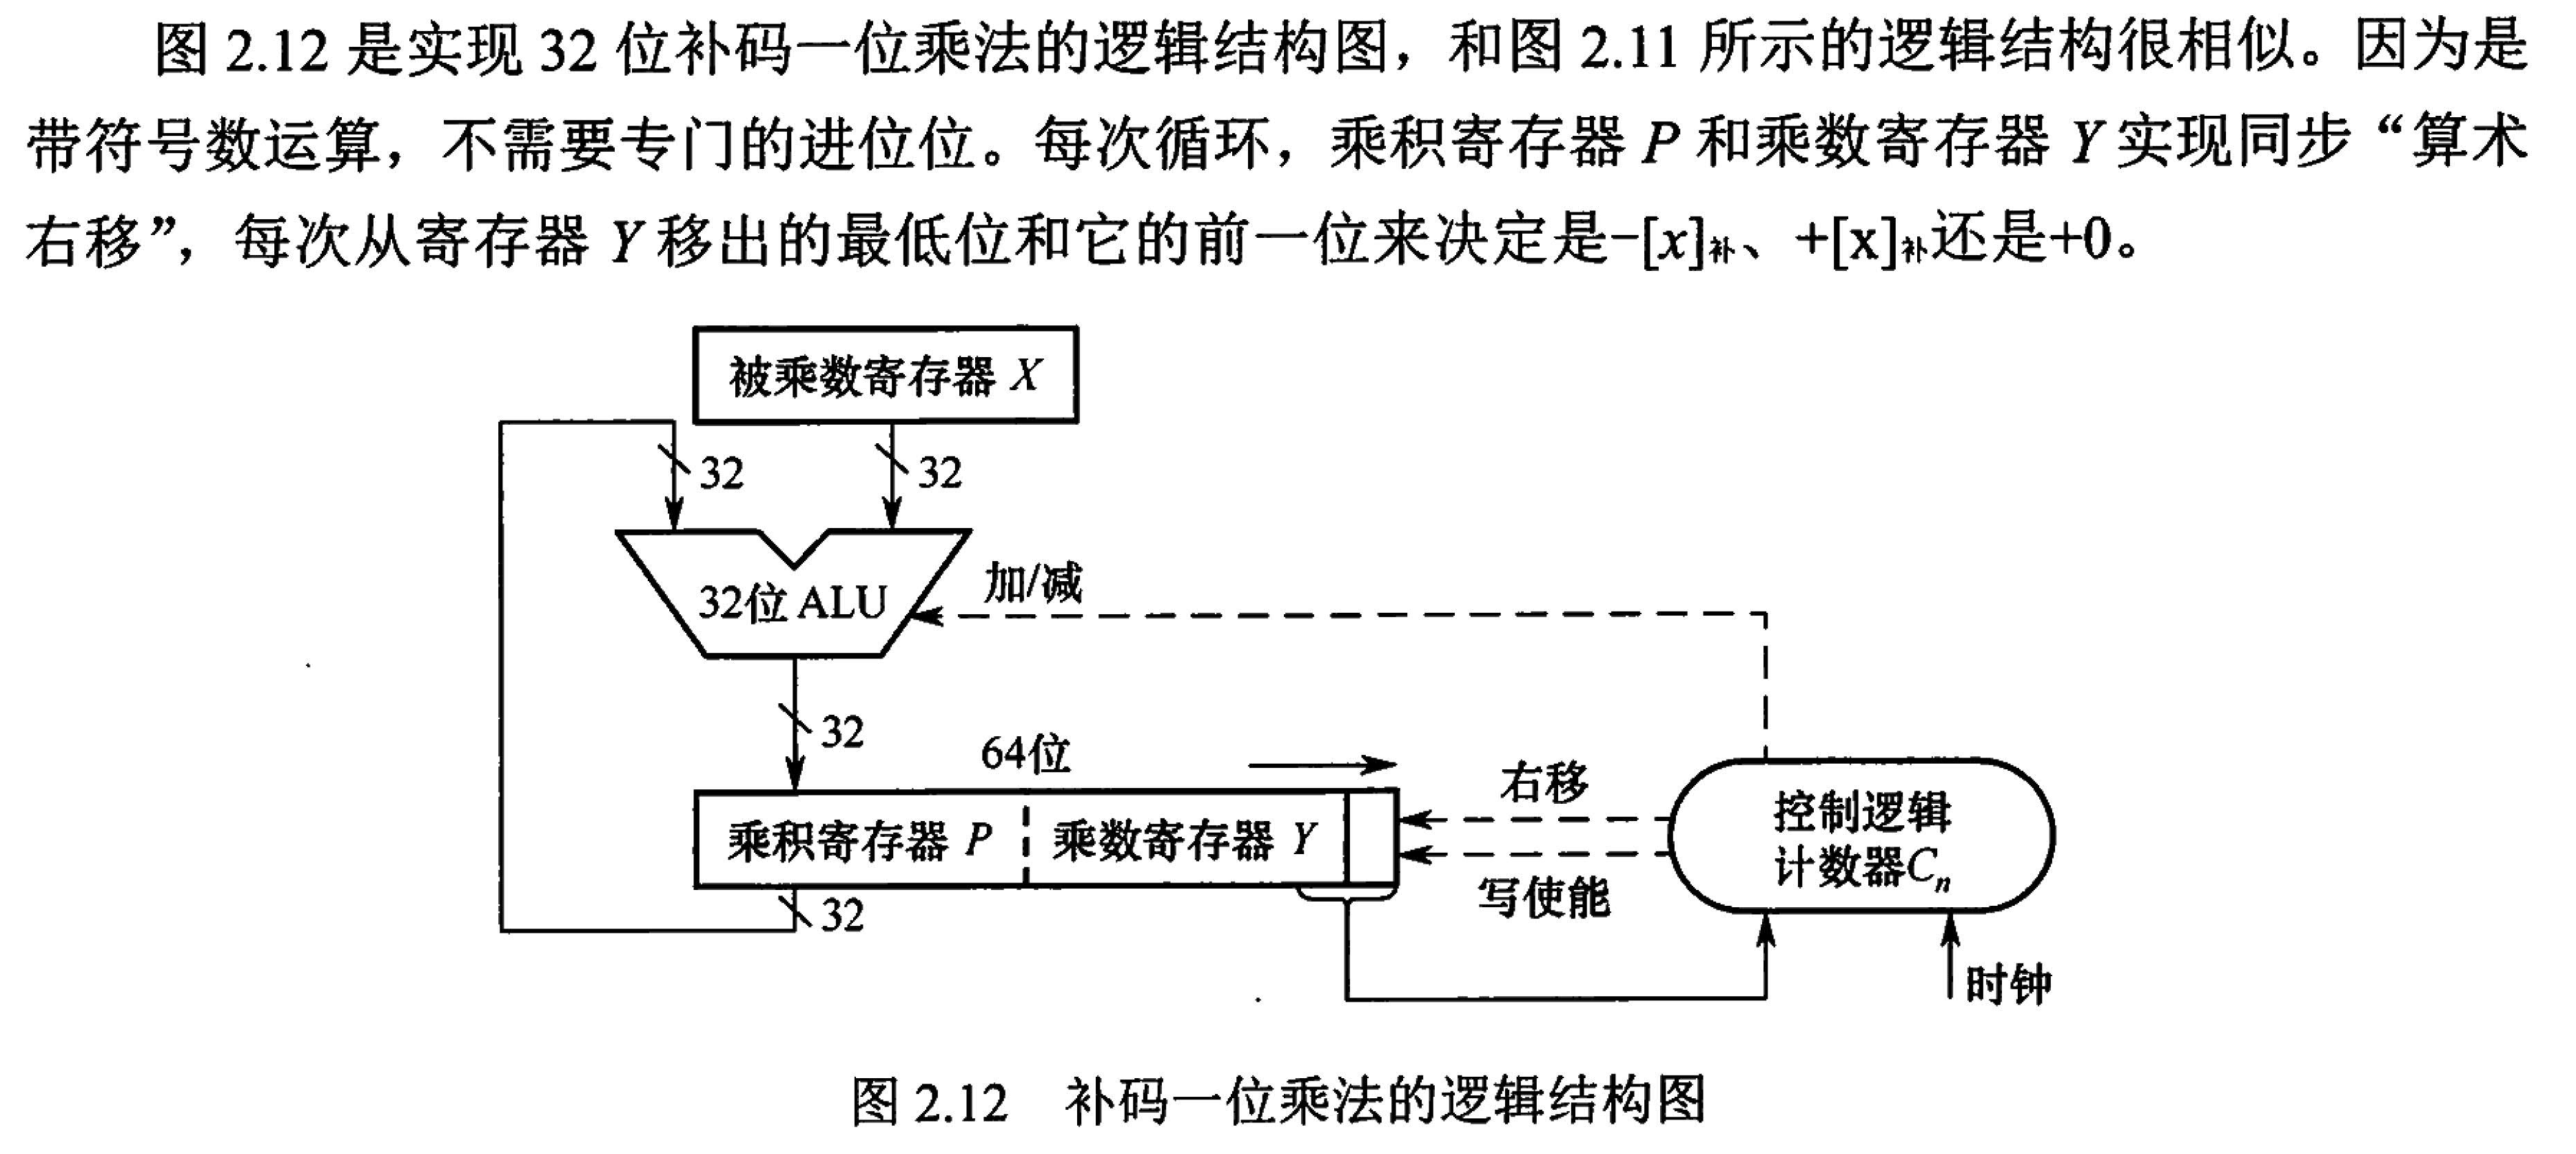 图 2.12 是实现 32 位补码一位乘法的逻辑结构图，和图 2.11 所示的逻辑结构很相似。因为是
带符号数运算，不需要专门的进位位。每次循环，乘积寄存器 P 和乘数寄存器 Y 实现同步“算术
右移”，每次从寄存器 Y 移出的最低位和它的前一位来决定是−[x]补、+[x]补还是+0。
被乘数寄存器 X
32
32
32位 ALU
加/减
32
64位
乘积寄存器 P
乘数寄存器 Y
右移
写使能
控制逻辑
计数器Cn
32
时钟
图 2.12 补码一位乘法的逻辑结构图